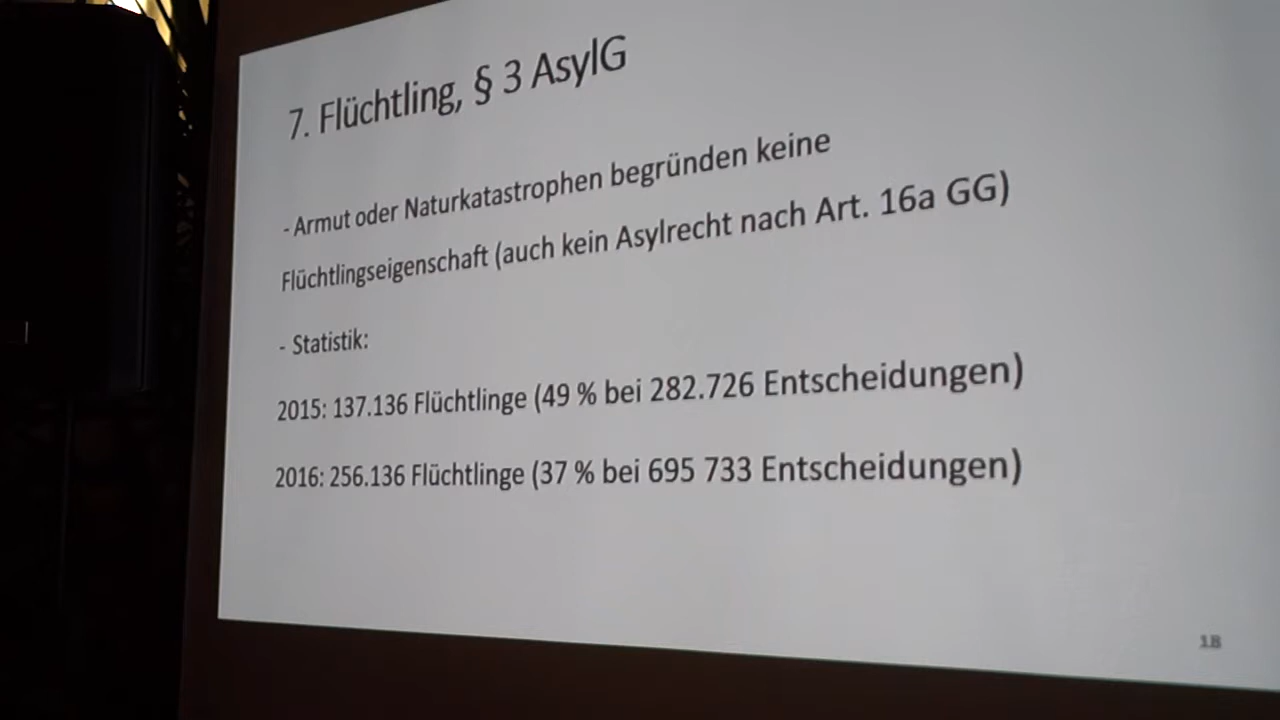 7. Flüchtling, § 3 AsylG
- Armut oder Naturkatastrophen begründen keine
Flüchtlingseigenschaft (auch kein Asylrecht nach Art. 16a GG)
- Statistik:
2015: 137.136 Flüchtlinge (49 % bei 282.726 Entscheidungen)
2016: 256.136 Flüchtlinge (37 % bei 695 733 Entscheidungen)
18